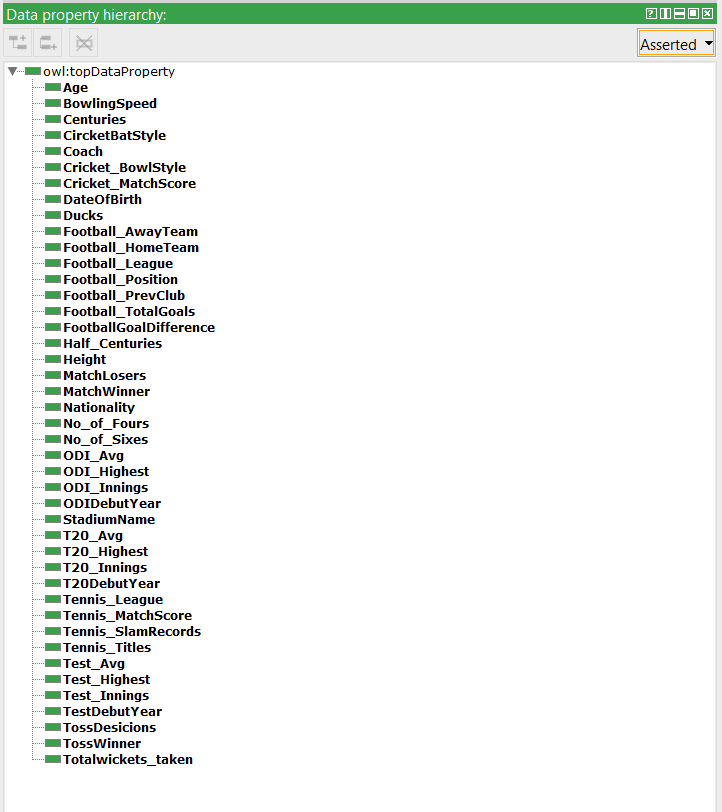 Data property hierarchy:
Asserted
owl:topDataProperty
Age
BowlingSpeed
Centuries
CircketBatStyle
Coach
Cricket_BowlStyle
Cricket_MatchScore
DateOfBirth
Ducks
Football_AwayTeam
Football_HomeTeam
Football_League
Football_Position
Football_PrevClub
Football_TotalGoals
FootballGoalDifference
Half_Centuries
Height
MatchLosers
MatchWinner
Nationality
No_of_Fours
No_of_Sixes
ODI_Avg
ODI_Highest
ODI_Innings
ODIDebutYear
StadiumName
T20_Avg
T20_Highest
T20_Innings
T20DebutYear
Tennis_League
Tennis_MatchScore
Tennis_SlamRecords
Tennis_Titles
Test_Avg
Test_Highest
Test_Innings
TestDebutYear
TossDesicions
TossWinner
Totalwickets_taken